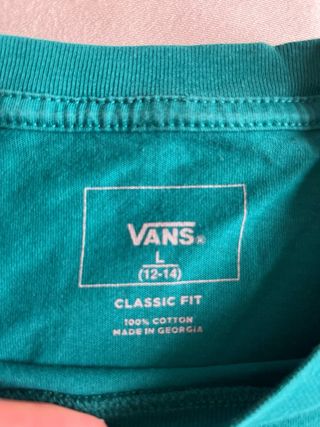 VANS®
L
(12-14)
CLASSIC FIT
100% COTTON
MADE IN GEORGIA